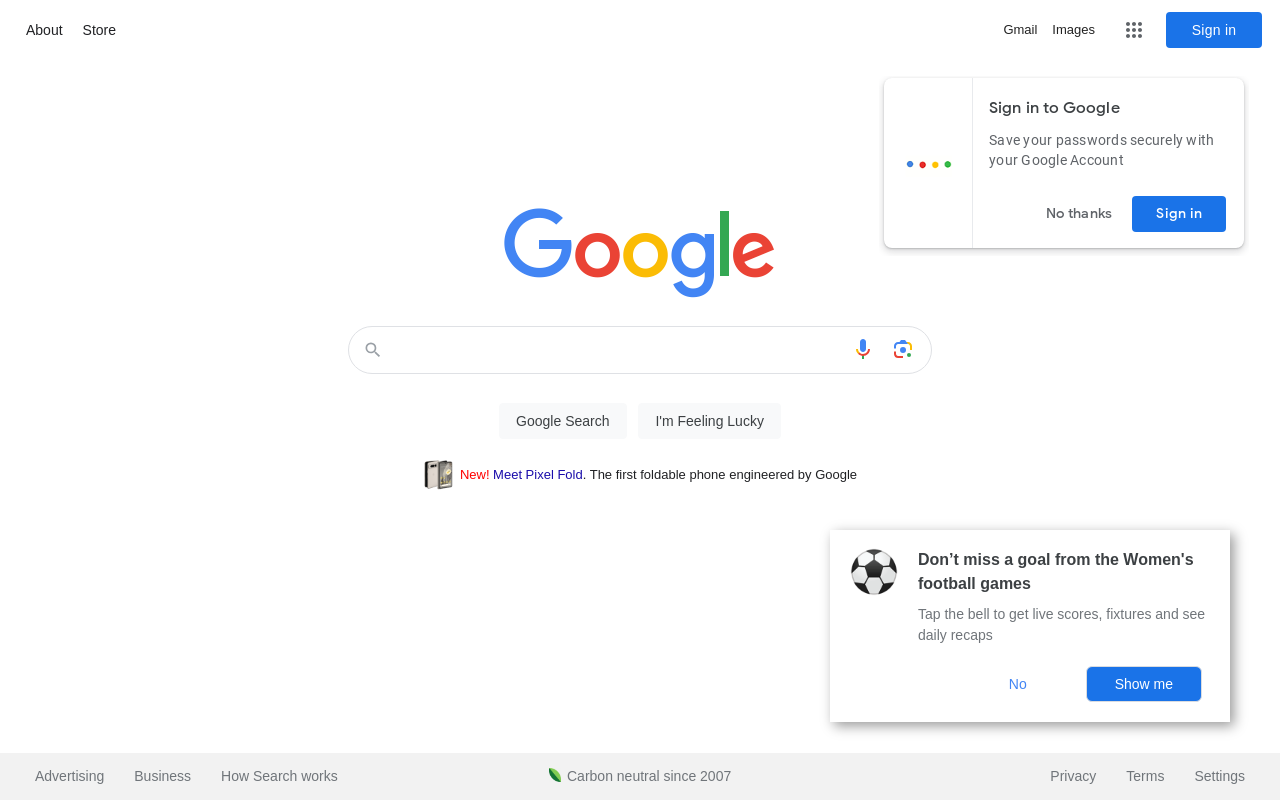 About Store
Gmail Images Sign in
Sign in to Google
Save your passwords securely with
your Google Account
No thanks Sign in
Google
Google Search I'm Feeling Lucky
New! Meet Pixel Fold. The first foldable phone engineered by Google
Don’t miss a goal from the Women's
football games
Tap the bell to get live scores, fixtures and see
daily recaps
No Show me
Advertising Business How Search works Carbon neutral since 2007 Privacy Terms Settings